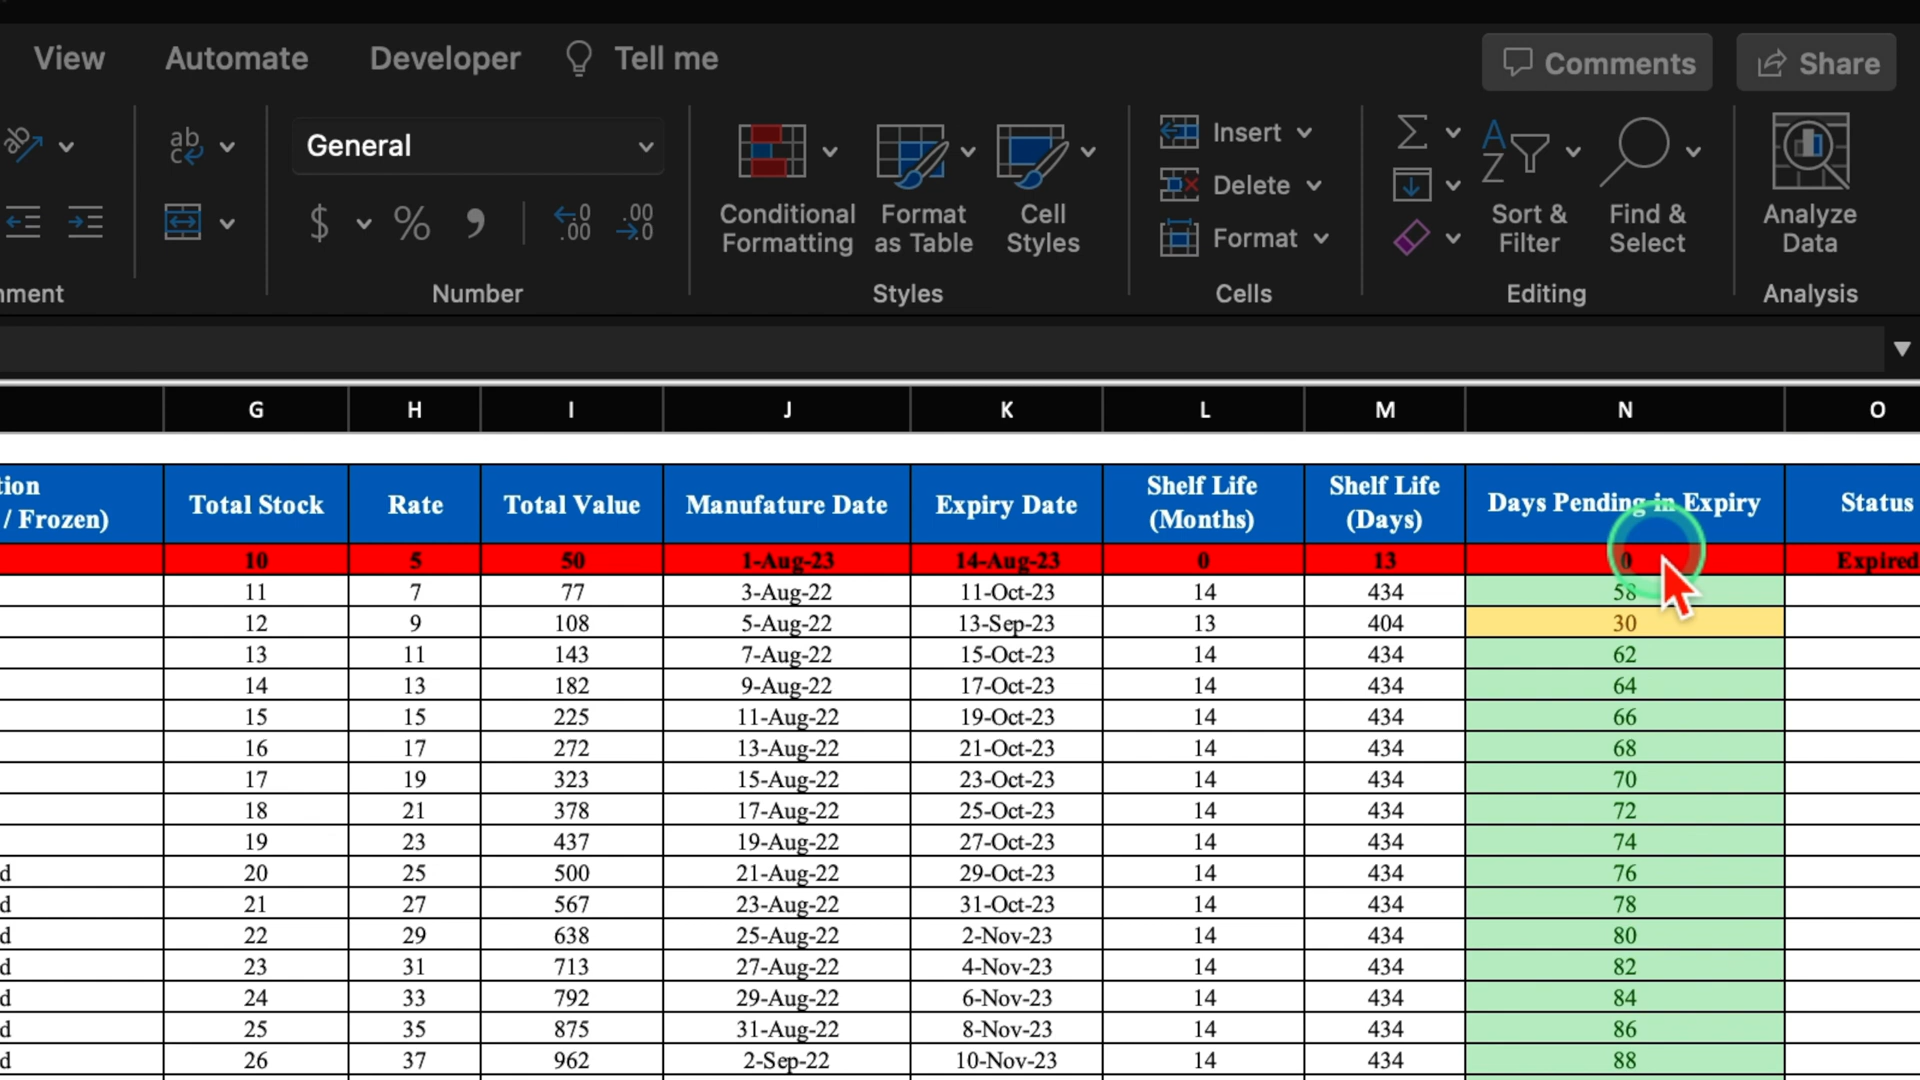 View Automate Developer Tell me Comments Share
General
Insert
Delete
Format
Conditional Formatting
Format as Table
Cell Styles
Sort & Filter
Find & Select
Analyze Data
Number Styles Cells Editing Analysis
G H I J K L M N O
/ Frozen) Total Stock Rate Total Value Manufature Date Expiry Date Shelf Life (Months) Shelf Life (Days) Days Pending in Expiry Status
10 5 50 1-Aug-23 14-Aug-23 0 13 0 Expired
11 7 77 3-Aug-22 11-Oct-23 14 434 58
12 9 108 5-Aug-22 13-Sep-23 13 404 30
13 11 143 7-Aug-22 15-Oct-23 14 434 62
14 13 182 9-Aug-22 17-Oct-23 14 434 64
15 15 225 11-Aug-22 19-Oct-23 14 434 66
16 17 272 13-Aug-22 21-Oct-23 14 434 68
17 19 323 15-Aug-22 23-Oct-23 14 434 70
18 21 378 17-Aug-22 25-Oct-23 14 434 72
19 23 437 19-Aug-22 27-Oct-23 14 434 74
d 20 25 500 21-Aug-22 29-Oct-23 14 434 76
d 21 27 567 23-Aug-22 31-Oct-23 14 434 78
d 22 29 638 25-Aug-22 2-Nov-23 14 434 80
d 23 31 713 27-Aug-22 4-Nov-23 14 434 82
d 24 33 792 29-Aug-22 6-Nov-23 14 434 84
d 25 35 875 31-Aug-22 8-Nov-23 14 434 86
d 26 37 962 2-Sep-22 10-Nov-23 14 434 88